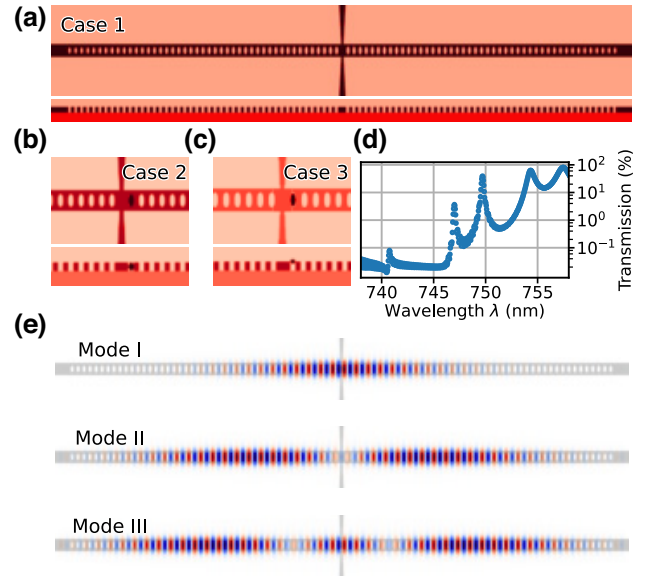 (a)
Case 1
(b)
Case 2
(c)
Case 3
(d)
10² 
10¹
10⁰
10⁻¹
Transmission (%)
740 745 750 755
Wavelength λ (nm)
(e)
Mode I
Mode II
Mode III